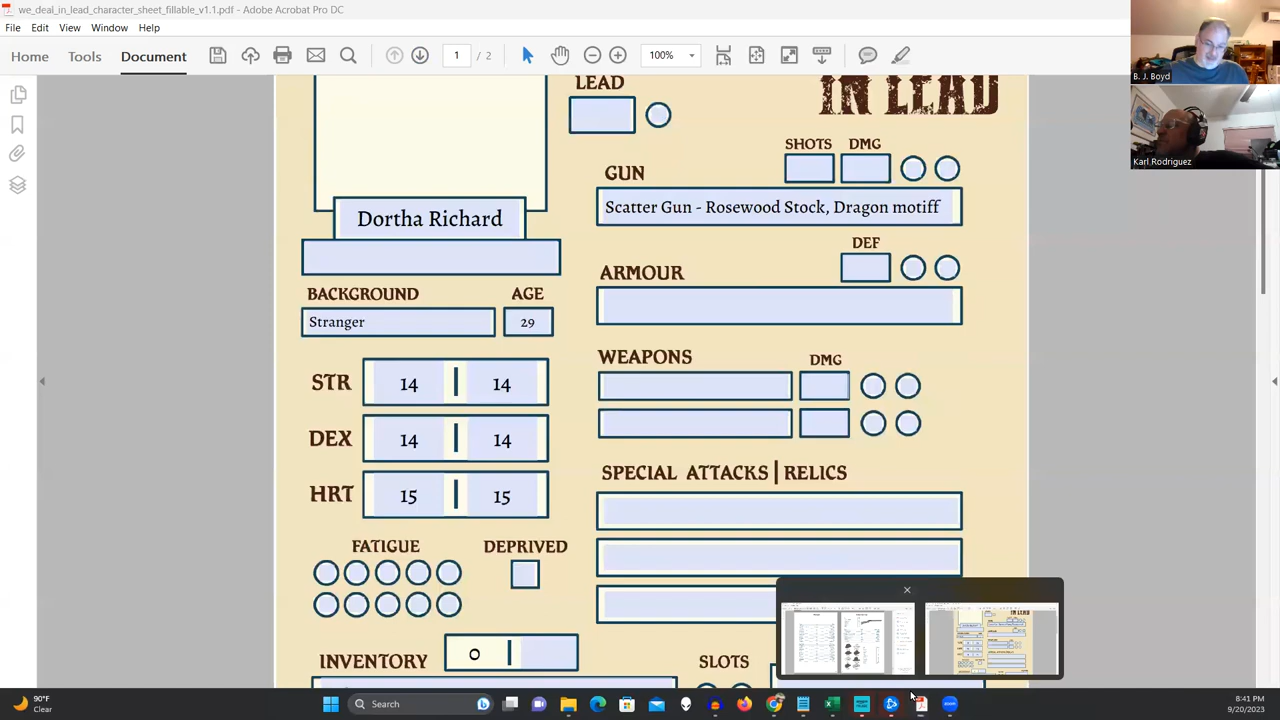 we_deal_in_lead_character_sheet_fillable_v1.1.pdf - Adobe Acrobat Pro DC
File Edit View Window Help
Home Tools Document
1 / 2
100%
B. J. Boyd
Karl Rodriguez
LEAD
IN LEAD
SHOTS DMG
GUN
Scatter Gun - Rosewood Stock, Dragon motiff
Dortha Richard
DEF
ARMOUR
BACKGROUND AGE
Stranger 29
WEAPONS DMG
STR 14 14
DEX 14 14
HRT 15 15
SPECIAL ATTACKS | RELICS
FATIGUE DEPRIVED
INVENTORY 0
SLOTS
90°F
Clear
Search
8:41 PM
9/20/2023